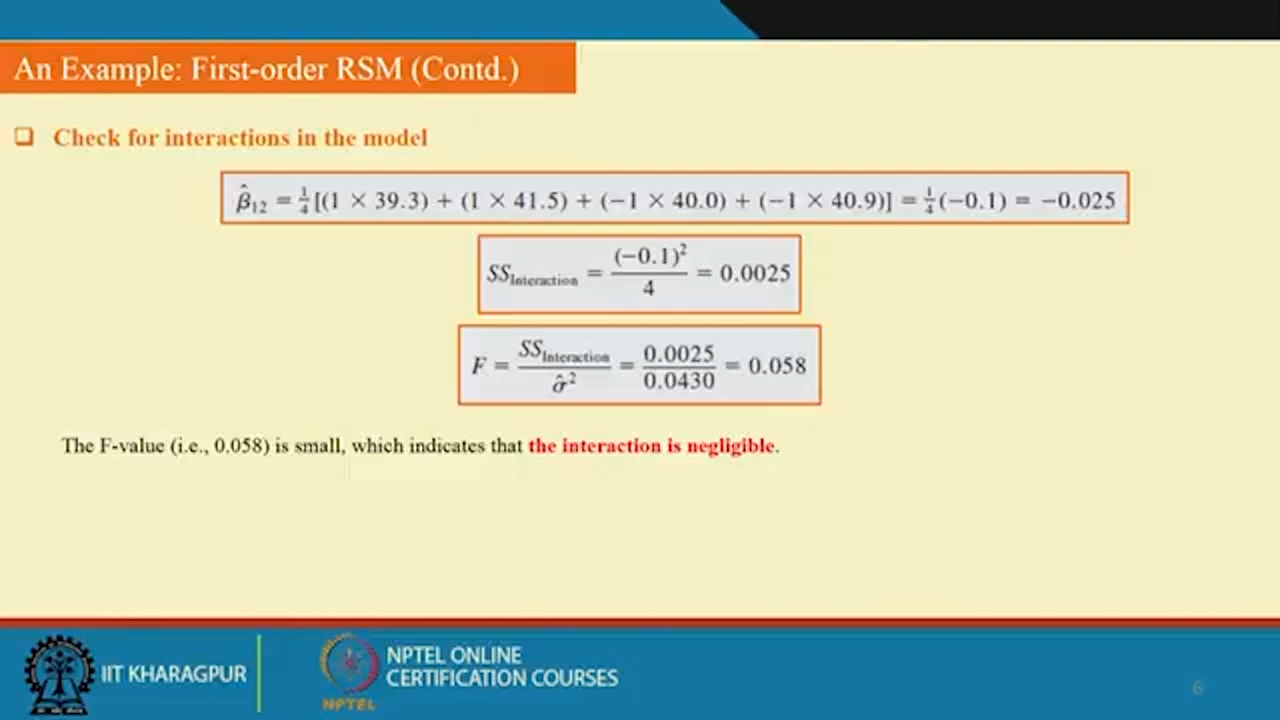 An Example: First-order RSM (Contd.)
❑ Check for interactions in the model
β̂₁₂ = ¼[(1 × 39.3) + (1 × 41.5) + (−1 × 40.0) + (−1 × 40.9)] = ¼(−0.1) = −0.025
SS_Interaction = (−0.1)² / 4 = 0.0025
F = SS_Interaction / σ̂² = 0.0025 / 0.0430 = 0.058
The F-value (i.e., 0.058) is small, which indicates that the interaction is negligible.
IIT KHARAGPUR
NPTEL
NPTEL ONLINE
CERTIFICATION COURSES
6